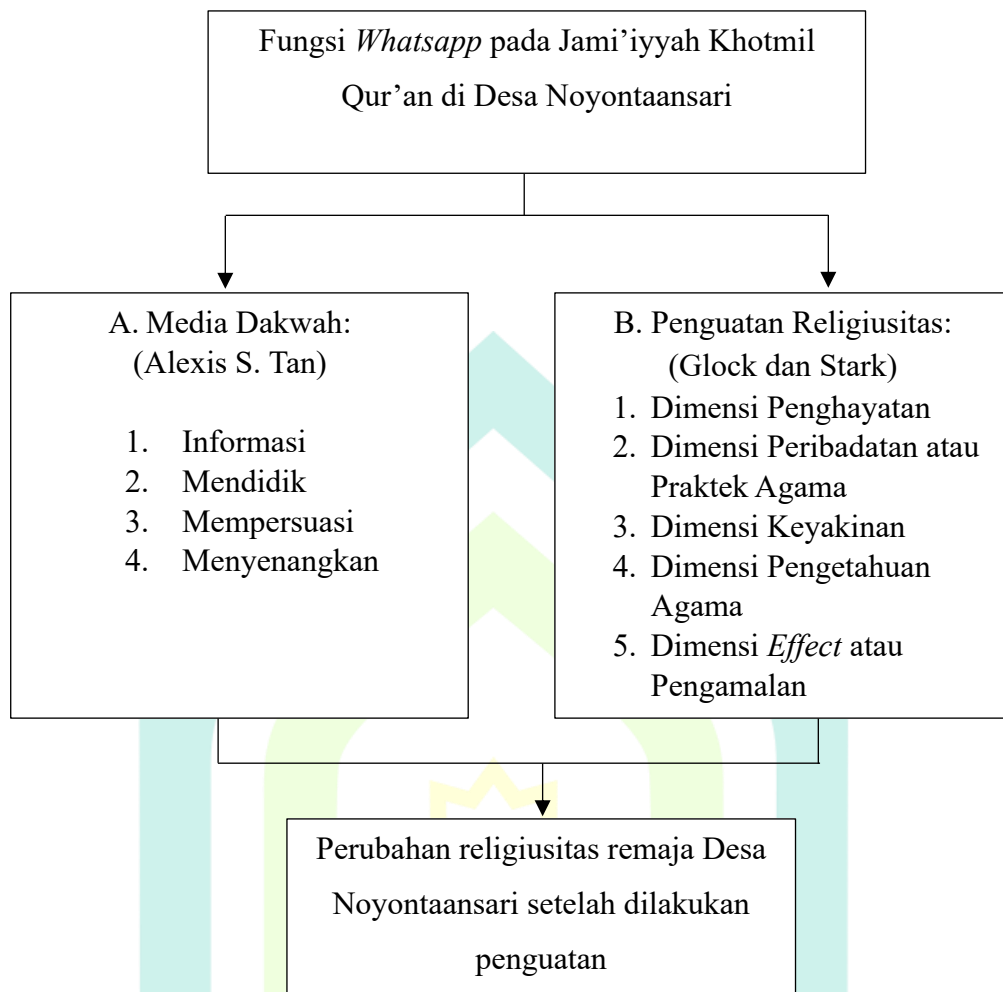 Fungsi Whatsapp pada Jami’iyyah Khotmil
Qur’an di Desa Noyontaansari
A. Media Dakwah:
(Alexis S. Tan)
1. Informasi
2. Mendidik
3. Mempersuasi
4. Menyenangkan
B. Penguatan Religiusitas:
(Glock dan Stark)
1. Dimensi Penghayatan
2. Dimensi Peribadatan atau
Praktek Agama
3. Dimensi Keyakinan
4. Dimensi Pengetahuan
Agama
5. Dimensi Effect atau
Pengamalan
Perubahan religiusitas remaja Desa
Noyontaansari setelah dilakukan
penguatan